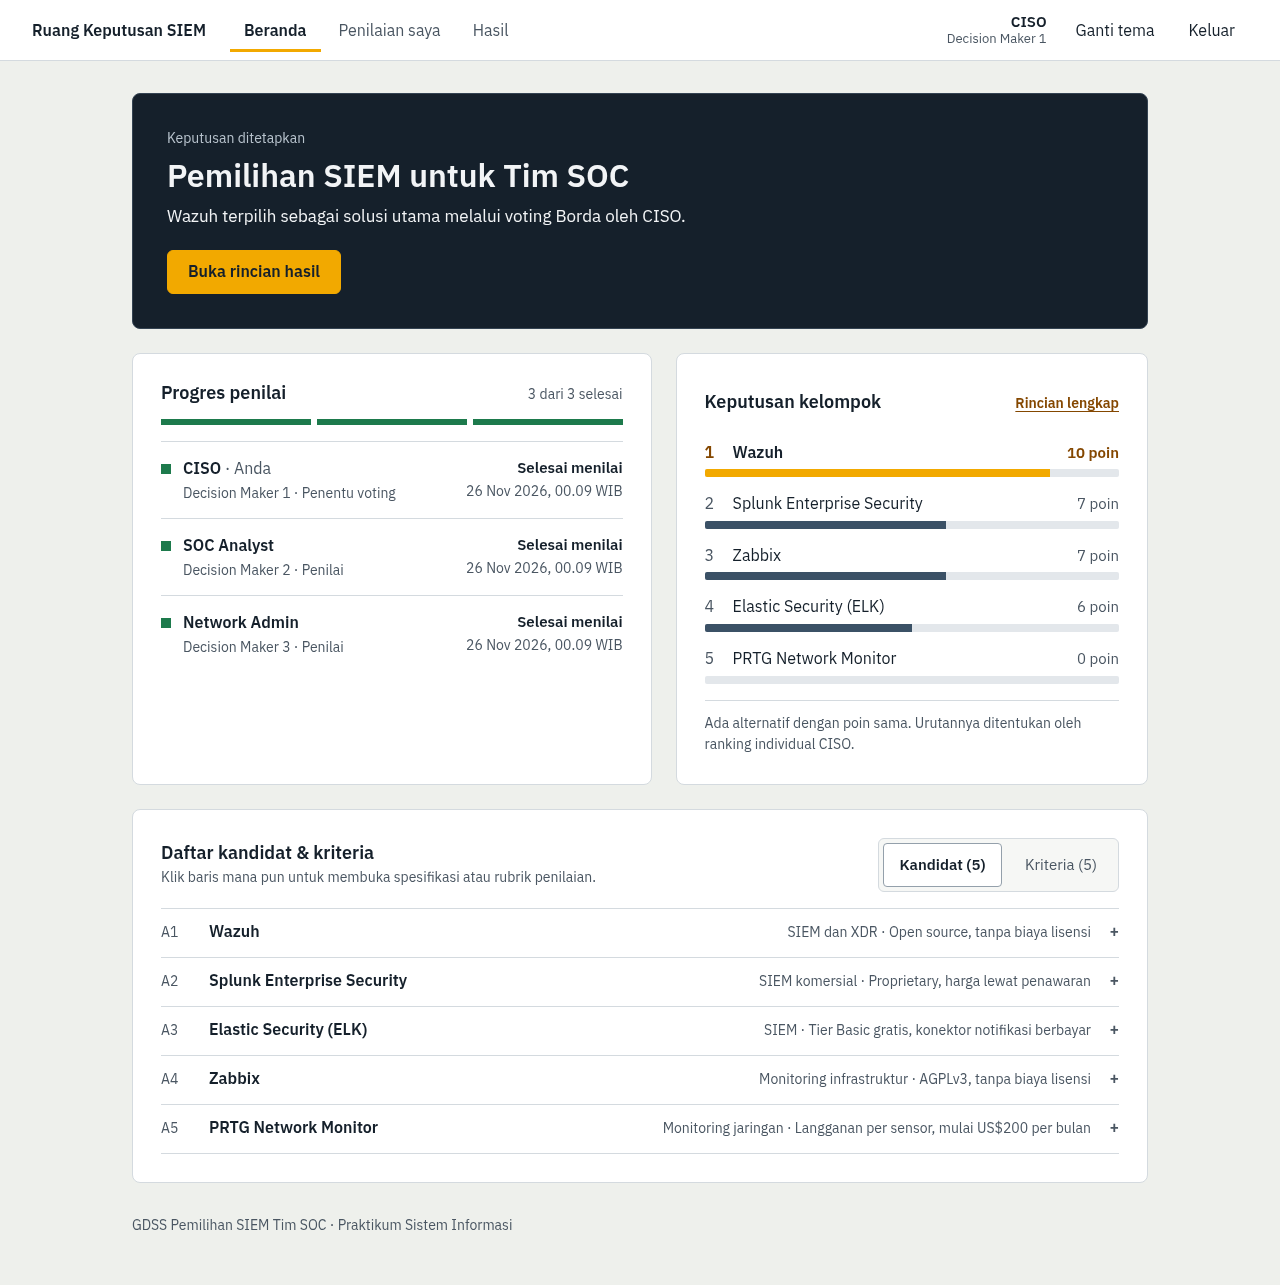 Ruang Keputusan SIEM
Beranda
Penilaian saya
Hasil
CISO
Decision Maker 1
Ganti tema
Keluar
Keputusan ditetapkan
Pemilihan SIEM untuk Tim SOC
Wazuh terpilih sebagai solusi utama melalui voting Borda oleh CISO.
Buka rincian hasil
Progres penilai
3 dari 3 selesai
CISO · Anda
Selesai menilai
Decision Maker 1 · Penentu voting
26 Nov 2026, 00.09 WIB
SOC Analyst
Selesai menilai
Decision Maker 2 · Penilai
26 Nov 2026, 00.09 WIB
Network Admin
Selesai menilai
Decision Maker 3 · Penilai
26 Nov 2026, 00.09 WIB
Keputusan kelompok
Rincian lengkap
1 Wazuh 10 poin
2 Splunk Enterprise Security 7 poin
3 Zabbix 7 poin
4 Elastic Security (ELK) 6 poin
5 PRTG Network Monitor 0 poin
Ada alternatif dengan poin sama. Urutannya ditentukan oleh
ranking individual CISO.
Daftar kandidat & kriteria
Klik baris mana pun untuk membuka spesifikasi atau rubrik penilaian.
Kandidat (5)
Kriteria (5)
A1 Wazuh SIEM dan XDR · Open source, tanpa biaya lisensi +
A2 Splunk Enterprise Security SIEM komersial · Proprietary, harga lewat penawaran +
A3 Elastic Security (ELK) SIEM · Tier Basic gratis, konektor notifikasi berbayar +
A4 Zabbix Monitoring infrastruktur · AGPLv3, tanpa biaya lisensi +
A5 PRTG Network Monitor Monitoring jaringan · Langganan per sensor, mulai US$200 per bulan +
GDSS Pemilihan SIEM Tim SOC · Praktikum Sistem Informasi